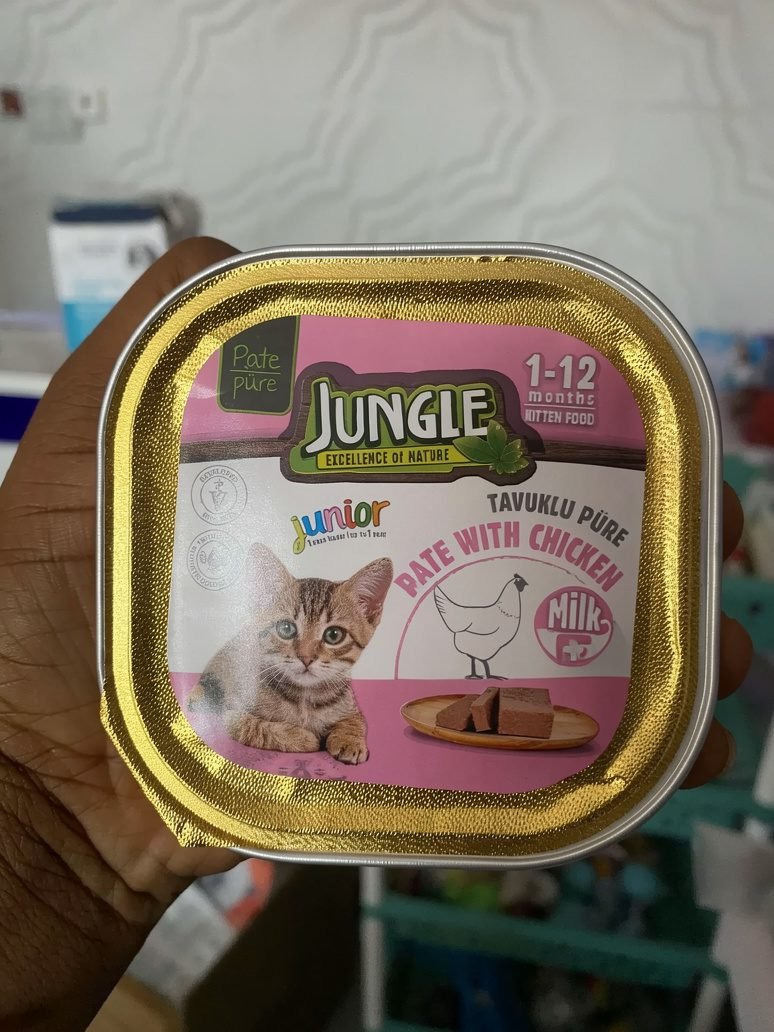 Pate
püre
JUNGLE
EXCELLENCE OF NATURE
1-12
months
KITTEN FOOD
junior
TAVUKLU PÜRE
PATE WITH CHICKEN
Milk